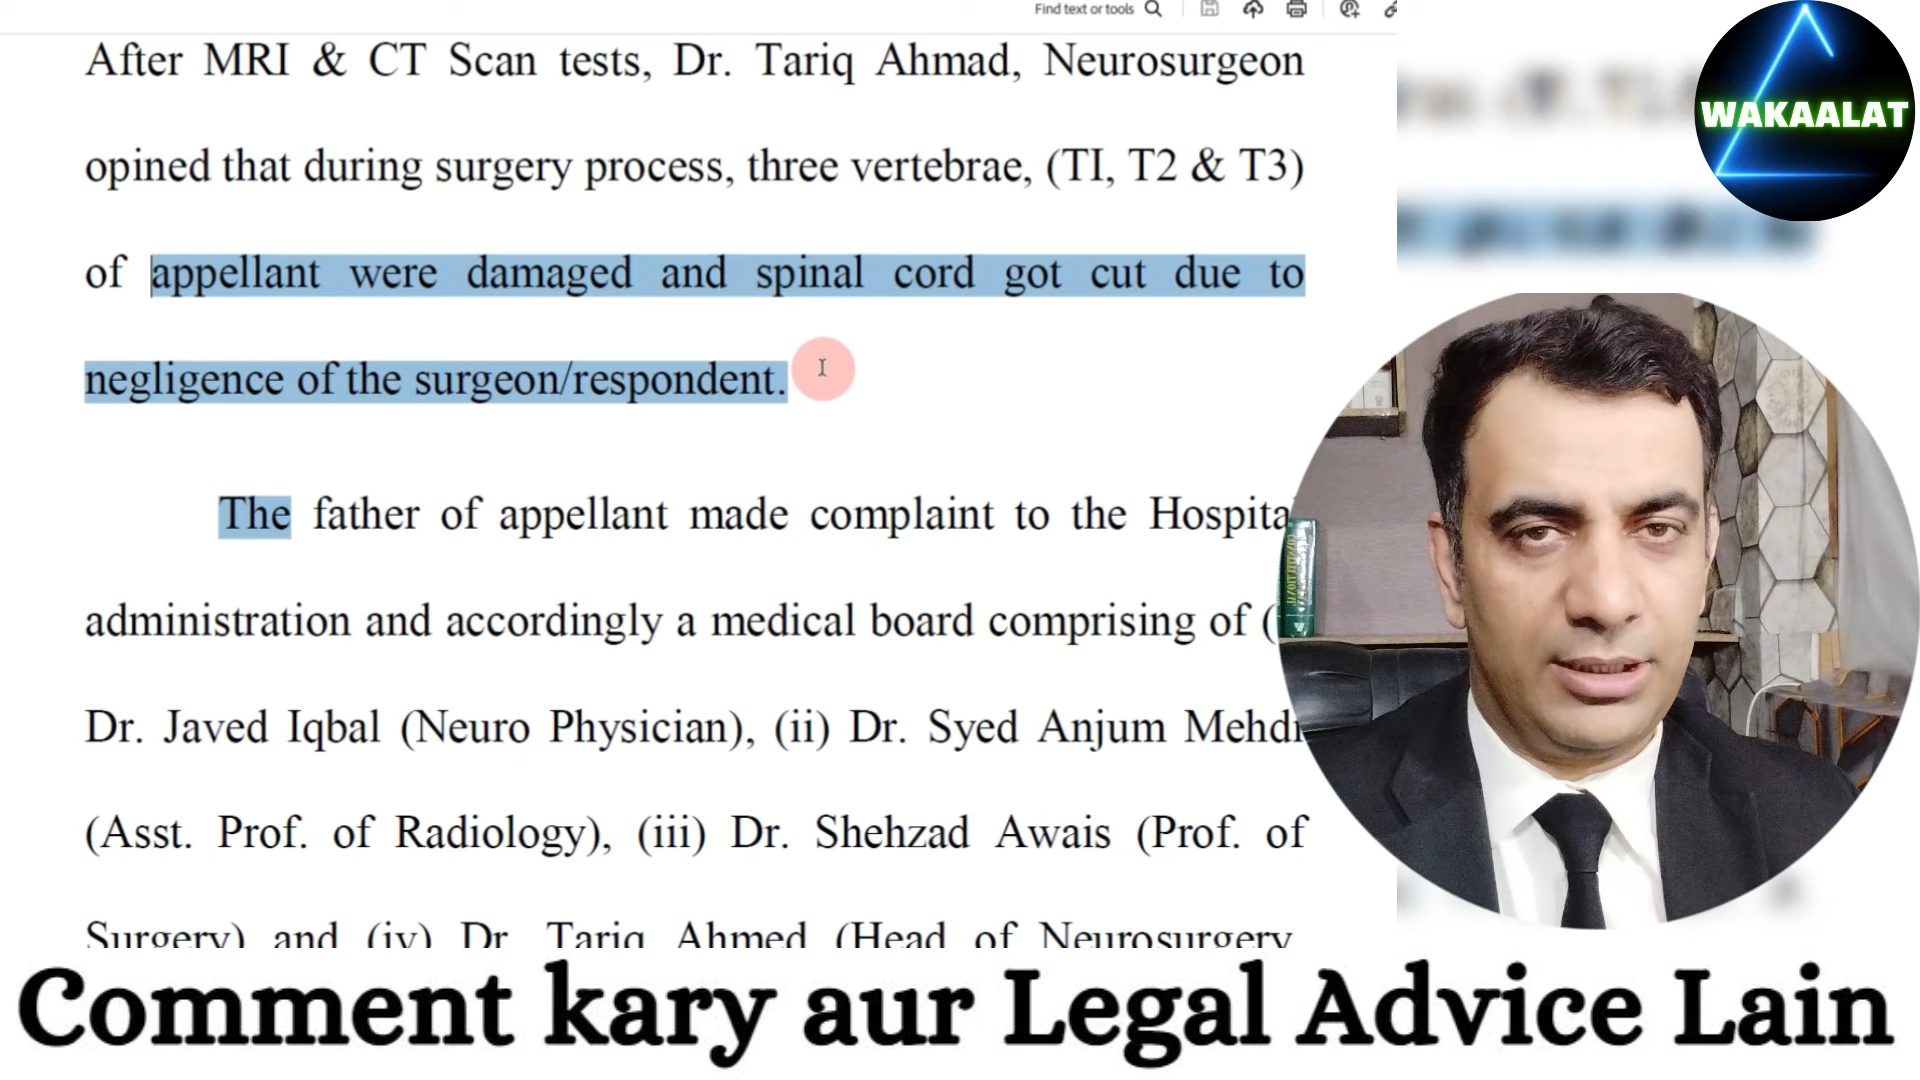 Find text or tools
After MRI & CT Scan tests, Dr. Tariq Ahmad, Neurosurgeon
opined that during surgery process, three vertebrae, (TI, T2 & T3)
of appellant were damaged and spinal cord got cut due to
negligence of the surgeon/respondent.
The father of appellant made complaint to the Hospita
administration and accordingly a medical board comprising of (
Dr. Javed Iqbal (Neuro Physician), (ii) Dr. Syed Anjum Mehdi
(Asst. Prof. of Radiology), (iii) Dr. Shehzad Awais (Prof. of
Surgery) and (iv) Dr. Tariq Ahmed (Head of Neurosurgery
WAKAALAT
Comment kary aur Legal Advice Lain